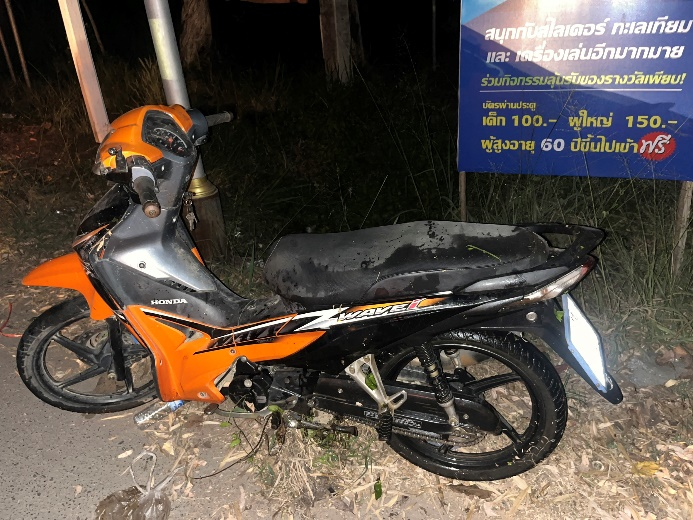 สนุกกับสไลเดอร์ ทะเลเทียม
และ เครื่องเล่นอีกมากมาย
ร่วมกิจกรรมลุ้นรับของรางวัลเพียบ!
บัตรผ่านประตู
เด็ก 100.- ผู้ใหญ่ 150.-
ผู้สูงอายุ 60 ปีขึ้นไปเข้าฟรี
HONDA
WAVE i